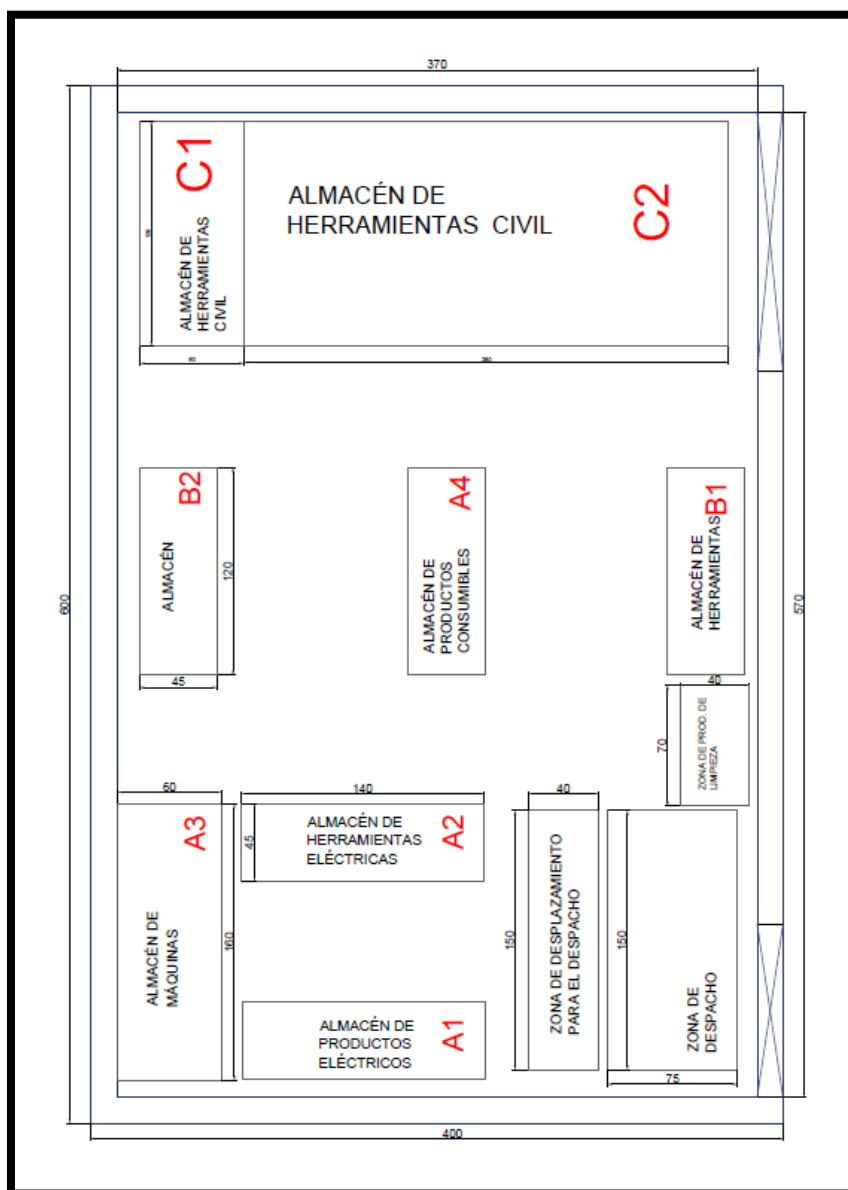 370
C1
ALMACÉN DE
HERRAMIENTAS
CIVIL
ALMACÉN DE
HERRAMIENTAS CIVIL
C2
600
570
B2
ALMACÉN
120
45
A4
ALMACÉN DE
PRODUCTOS
CONSUMIBLES
B1
ALMACÉN DE
HERRAMIENTAS
40
70
ZONA DE PROD. DE
LIMPIEZA
60
A3
ALMACÉN DE
MÁQUINAS
160
140
45
ALMACÉN DE
HERRAMIENTAS
ELÉCTRICAS
A2
ALMACÉN DE
PRODUCTOS
ELÉCTRICOS
A1
40
150
ZONA DE DESPLAZAMIENTO
PARA EL DESPACHO
150
ZONA DE
DESPACHO
75
400